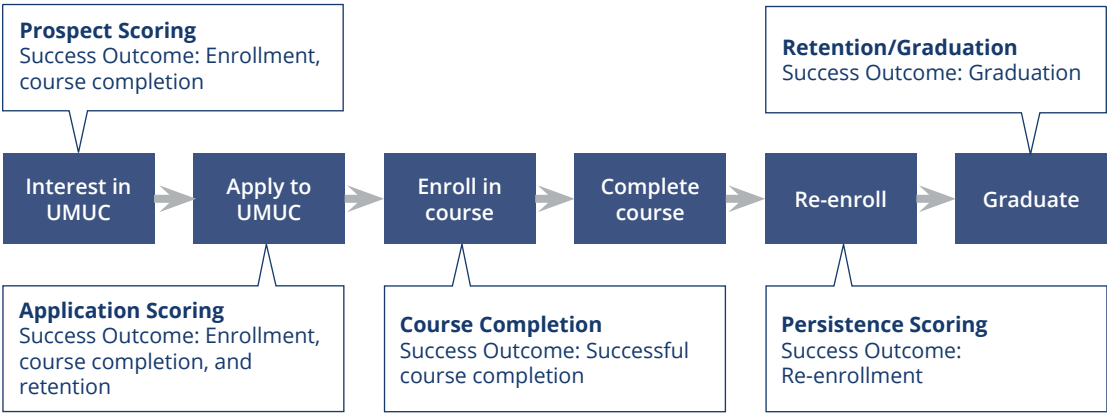 Prospect Scoring
Success Outcome: Enrollment,
course completion
Retention/Graduation
Success Outcome: Graduation
Interest in
UMUC
Apply to
UMUC
Enroll in
course
Complete
course
Re-enroll
Graduate
Application Scoring
Success Outcome: Enrollment,
course completion, and
retention
Course Completion
Success Outcome: Successful
course completion
Persistence Scoring
Success Outcome:
Re-enrollment